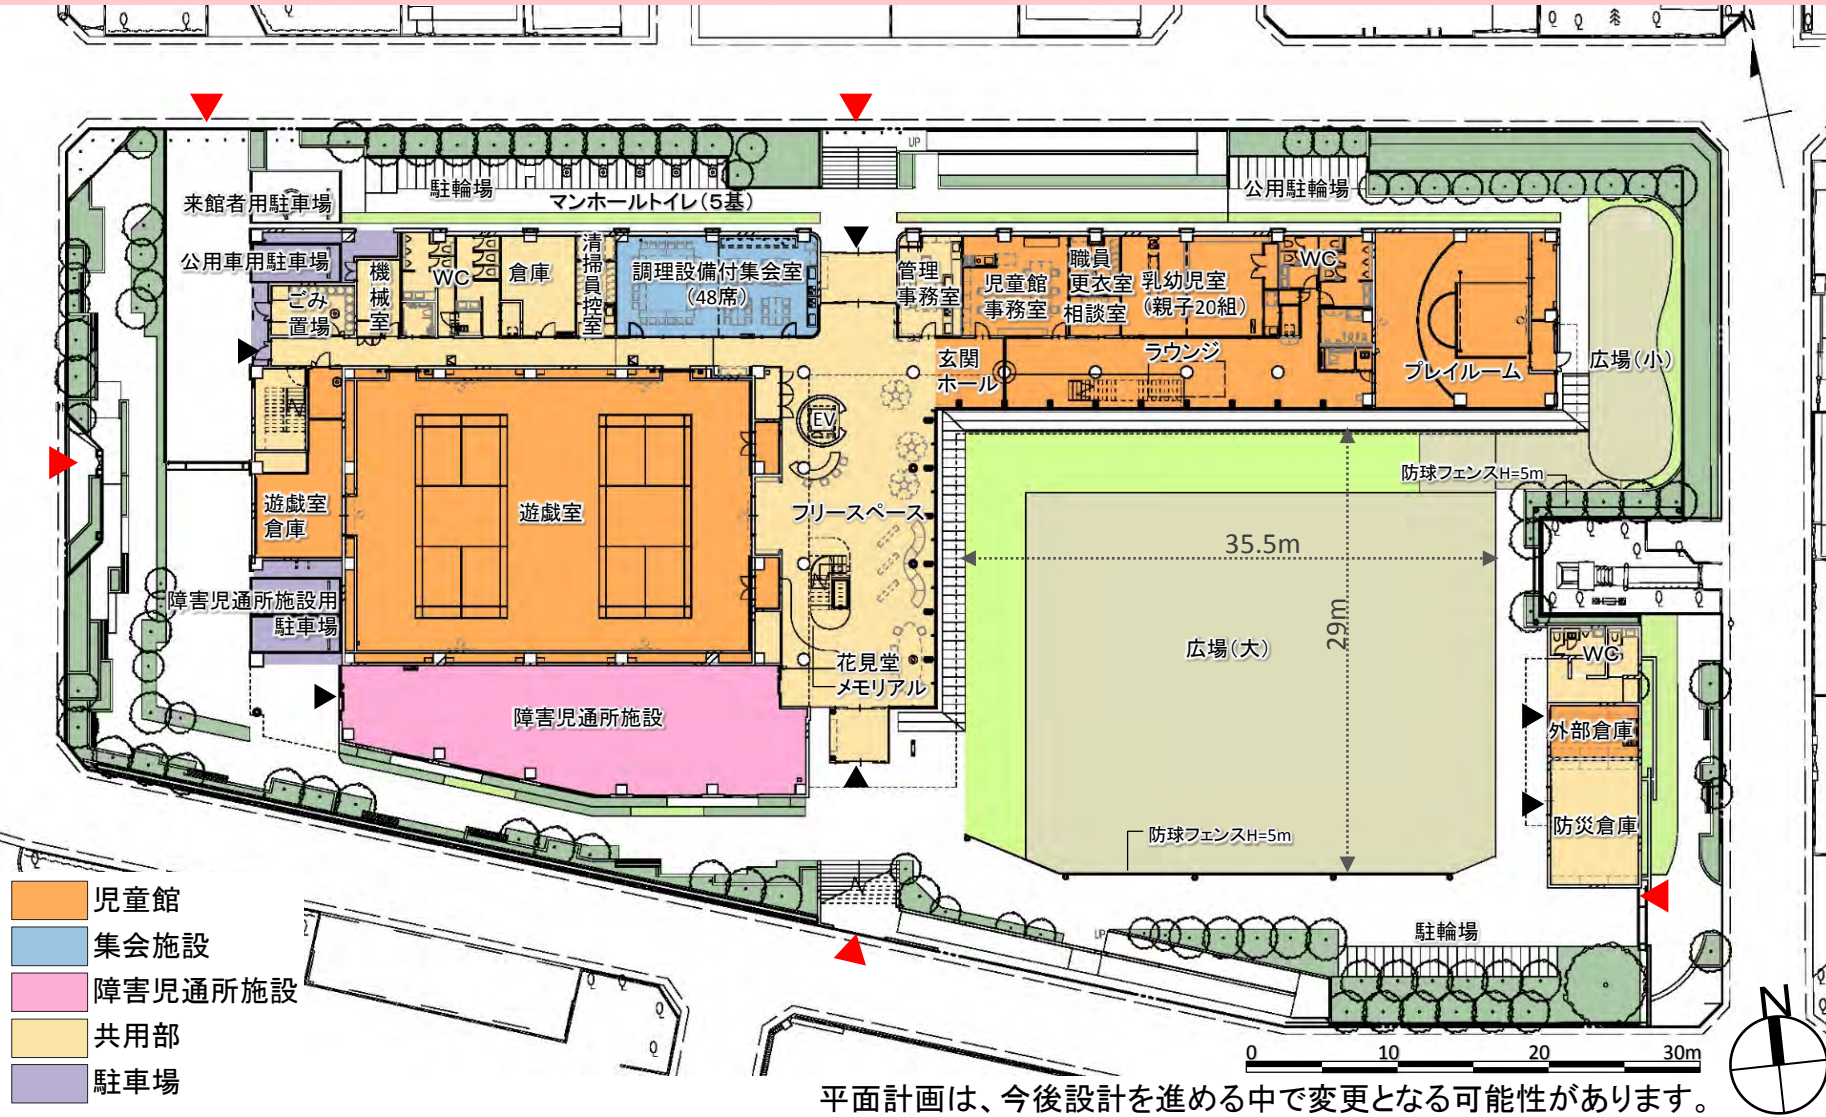 N
UP
駐輪場
公用駐輪場
来館者用駐車場
マンホールトイレ(5基)
公用車用駐車場
機械室
WC
倉庫
清掃員控室
調理設備付集会室
(48席)
管理
事務室
児童館
事務室
職員
更衣室
相談室
乳幼児室
(親子20組)
WC
ごみ
置場
玄関
ホール
ラウンジ
プレイルーム
広場(小)
EV
防球フェンスH=5m
遊戯室
倉庫
遊戯室
フリースペース
35.5m
29m
障害児通所施設用
駐車場
広場(大)
花見堂
メモリアル
WC
障害児通所施設
外部倉庫
防災倉庫
防球フェンスH=5m
駐輪場
UP
児童館
集会施設
障害児通所施設
共用部
駐車場
N
0 10 20 30m
平面計画は、今後設計を進める中で変更となる可能性があります。